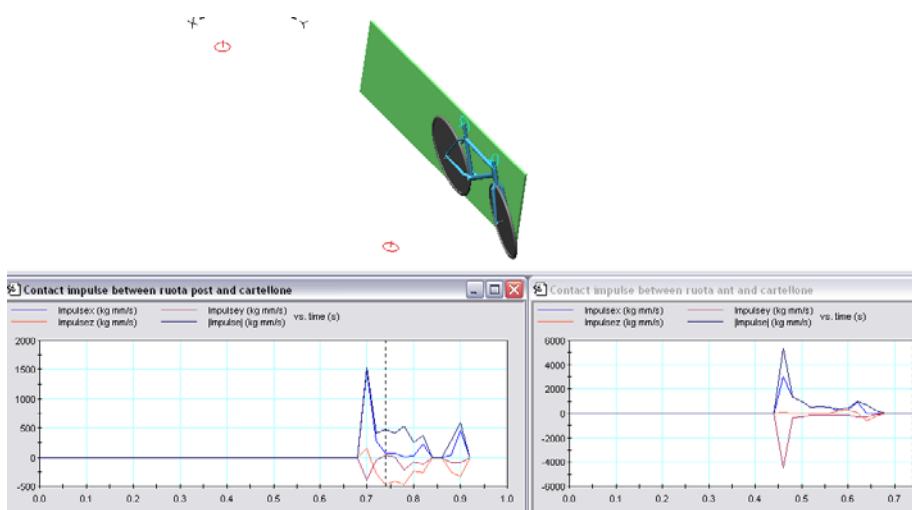 X Y
Contact impulse between ruota post and cartellone
Impulsex (kg mm/s) Impulsey (kg mm/s)
Impulsez (kg mm/s) |Impulse| (kg mm/s) vs. time (s)
2000
1500
1000
500
0
-500
0.0 0.1 0.2 0.3 0.4 0.5 0.6 0.7 0.8 0.9 1.0
Contact impulse between ruota ant and cartellone
Impulsex (kg mm/s) Impulsey (kg mm/s)
Impulsez (kg mm/s) |Impulse| (kg mm/s) vs. time (s)
6000
4000
2000
0
-2000
-4000
-6000
0.0 0.1 0.2 0.3 0.4 0.5 0.6 0.7